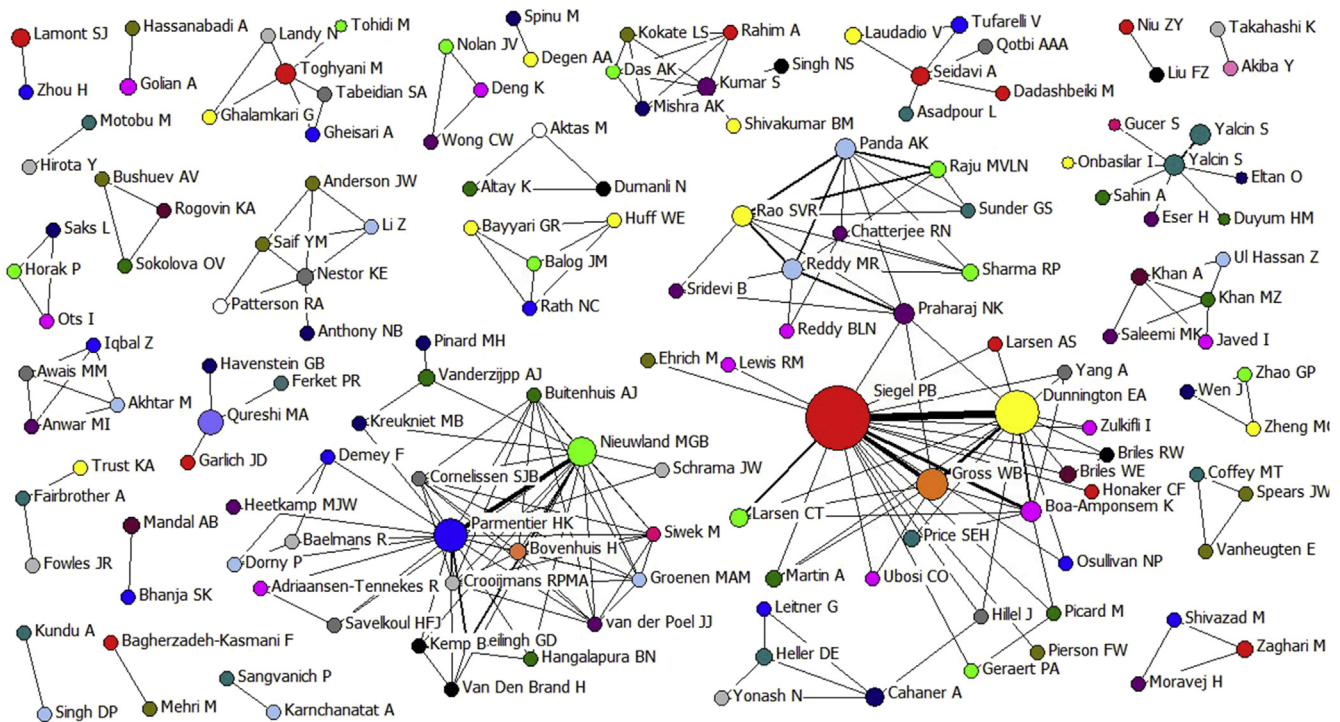 Lamont SJ
Zhou H
Hassanabadi A
Golian A
Landy N
Tohidi M
Toghyani M
Tabeidian SA
Ghalamkari G
Gheisari A
Nolan JV
Deng K
Wong CW
Spinu M
Degen AA
Kokate LS
Rahim A
Das AK
Kumar S
Singh NS
Mishra AK
Shivakumar BM
Laudadio V
Tufarelli V
Qotbi AAA
Seidavi A
Dadashbeiki M
Asadpour L
Niu ZY
Liu FZ
Takahashi K
Akiba Y
Motobu M
Hirota Y
Bushuev AV
Rogovin KA
Sokolova OV
Saks L
Horak P
Ots I
Anderson JW
Li Z
Saif YM
Nestor KE
Patterson RA
Anthony NB
Aktas M
Altay K
Dumanli N
Bayyari GR
Huff WE
Balog JM
Rath NC
Panda AK
Raju MVLN
Rao SVR
Sunder GS
Chatterjee RN
Reddy MR
Sharma RP
Sridevi B
Praharaj NK
Reddy BLN
Gucer S
Yalcin S
Onbasilar I
Yalcin S
Eltan O
Sahin A
Eser H
Duyum HM
Ul Hassan Z
Khan A
Khan MZ
Saleemi MK
Javed I
Iqbal Z
Awais MM
Akhtar M
Anwar MI
Havenstein GB
Ferket PR
Qureshi MA
Garlich JD
Pinard MH
Vanderzijpp AJ
Buitenhuis AJ
Kreukniet MB
Nieuwland MGB
Demey F
Cornelissen SJB
Schrama JW
Heetkamp MJW
Parmentier HK
Siwek M
Baelmans R
Bovenhuis H
Dorny P
Crooijmans RPMA
Groenen MAM
Adriaansen-Tennekes R
Savelkoul HFJ
van der Poel JJ
Kemp B
eilingh GD
Hangalapura BN
Van Den Brand H
Ehrich M
Lewis RM
Larsen AS
Yang A
Siegel PB
Dunnington EA
Zulkifli I
Briles RW
Gross WB
Briles WE
Honaker CF
Larsen CT
Boa-Amponsem K
Price SEH
Osullivan NP
Martin A
Ubosi CO
Hillel J
Picard M
Pierson FW
Geraert PA
Leitner G
Heller DE
Yonash N
Cahaner A
Zhao GP
Wen J
Zheng MQ
Coffey MT
Spears JW
Vanheugten E
Shivazad M
Zaghari M
Moravej H
Trust KA
Fairbrother A
Fowles JR
Mandal AB
Bhanja SK
Kundu A
Singh DP
Bagherzadeh-Kasmani F
Mehri M
Sangvanich P
Karnchanatat A